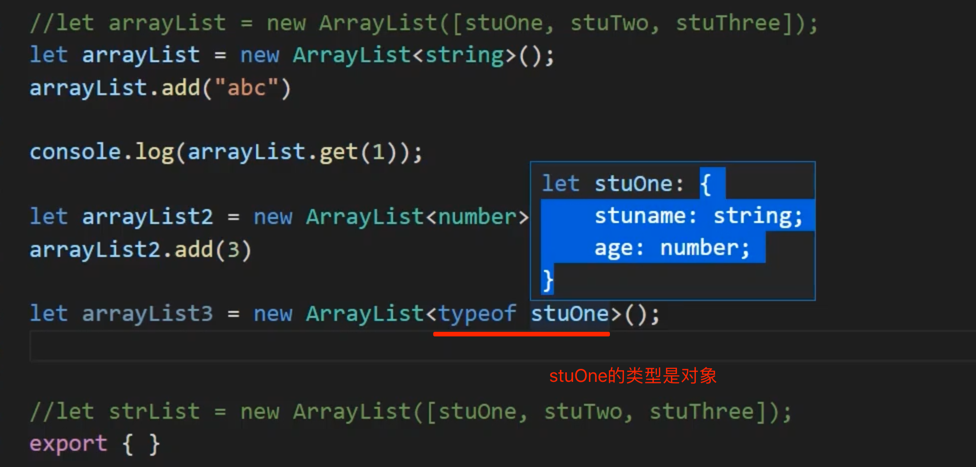 //let arrayList = new ArrayList([stuOne, stuTwo, stuThree]);
let arrayList = new ArrayList<string>();
arrayList.add("abc")
console.log(arrayList.get(1));
let stuOne: {
stuname: string;
age: number;
}
let arrayList2 = new ArrayList<number>
arrayList2.add(3)
let arrayList3 = new ArrayList<typeof stuOne>();
stuOne的类型是对象
//let strList = new ArrayList([stuOne, stuTwo, stuThree]);
export { }